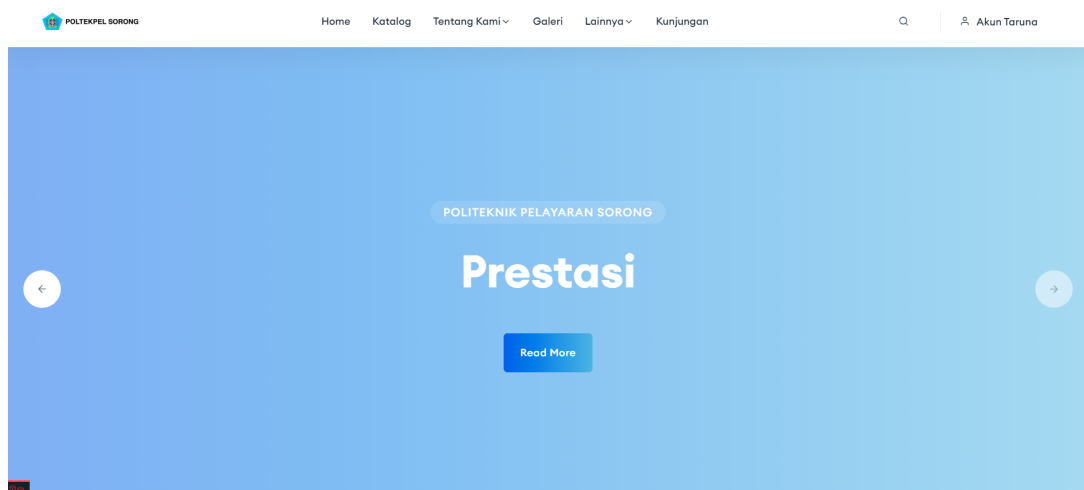 POLTEKPEL SORONG
Home Katalog Tentang Kami Galeri Lainnya Kunjungan
Akun Taruna
POLITEKNIK PELAYARAN SORONG
Prestasi
Read More